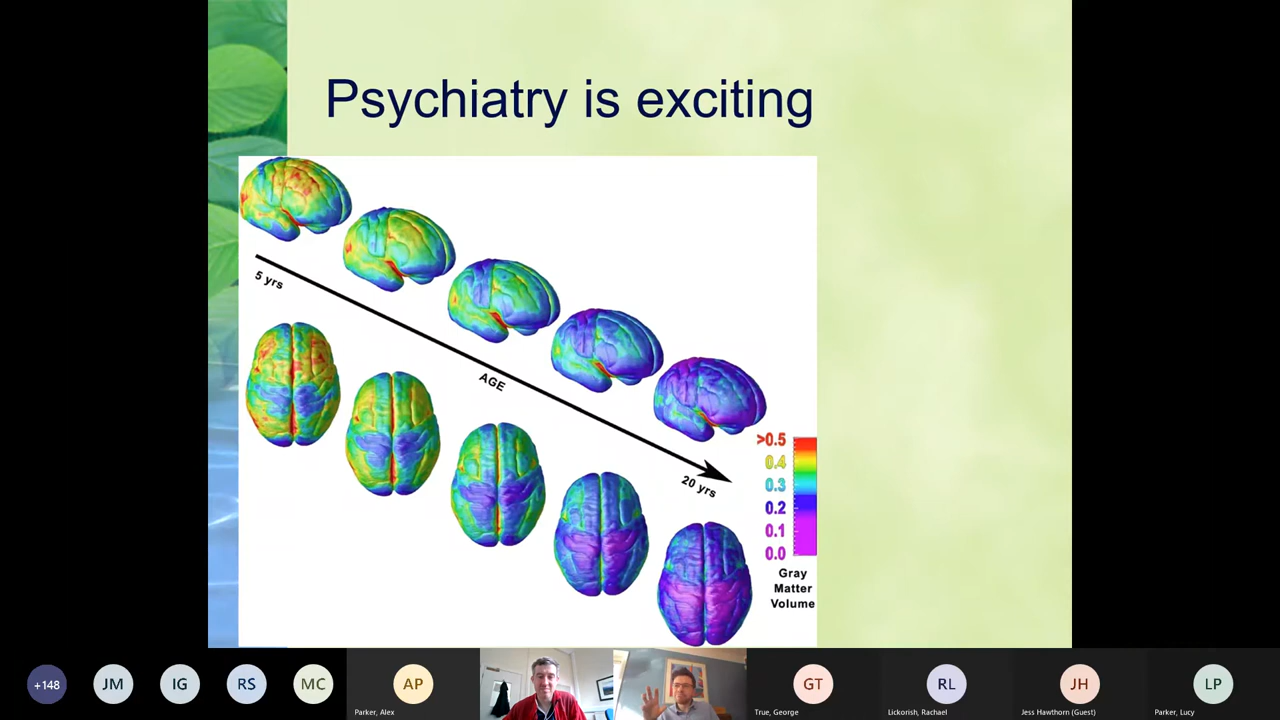 Psychiatry is exciting
5 yrs
AGE
20 yrs
>0.5
0.4
0.3
0.2
0.1
0.0
Gray
Matter
Volume
+148
JM
IG
RS
MC
AP
Parker, Alex
GT
True, George
RL
Lickorish, Rachael
JH
Jess Hawthorn (Guest)
LP
Parker, Lucy